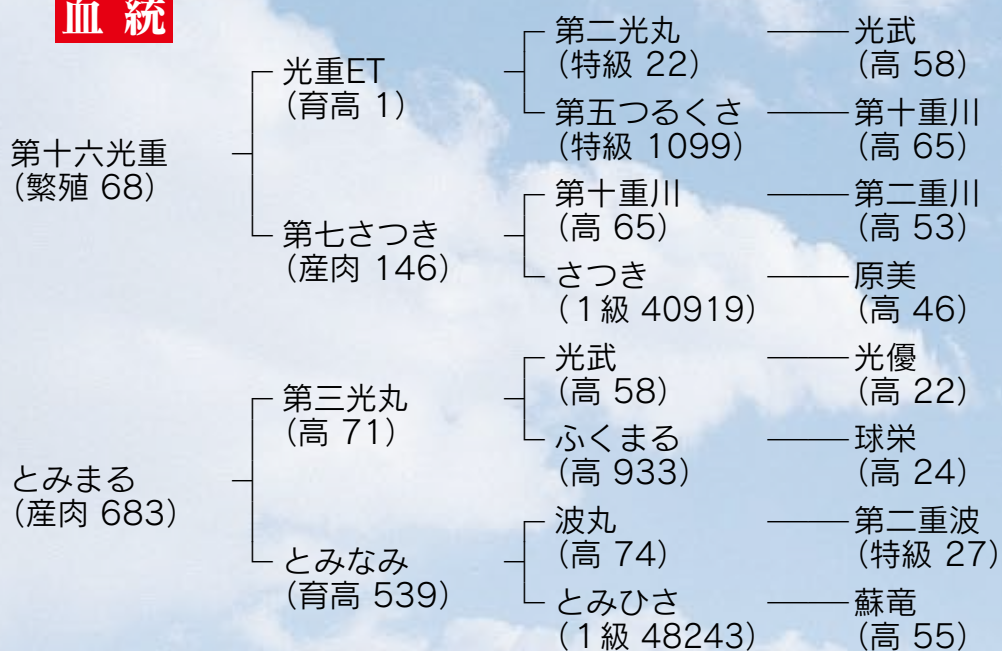 血統
第十六光重
（繁殖 68）
光重ET
（育高 1）
第二光丸
（特級 22）
光武
（高 58）
第五つるくさ
（特級 1099）
第十重川
（高 65）
第七さつき
（産肉 146）
第十重川
（高 65）
第二重川
（高 53）
さつき
（1級 40919）
原美
（高 46）
とみまる
（産肉 683）
第三光丸
（高 71）
光武
（高 58）
光優
（高 22）
ふくまる
（高 933）
球栄
（高 24）
とみなみ
（育高 539）
波丸
（高 74）
第二重波
（特級 27）
とみひさ
（1級 48243）
蘇竜
（高 55）